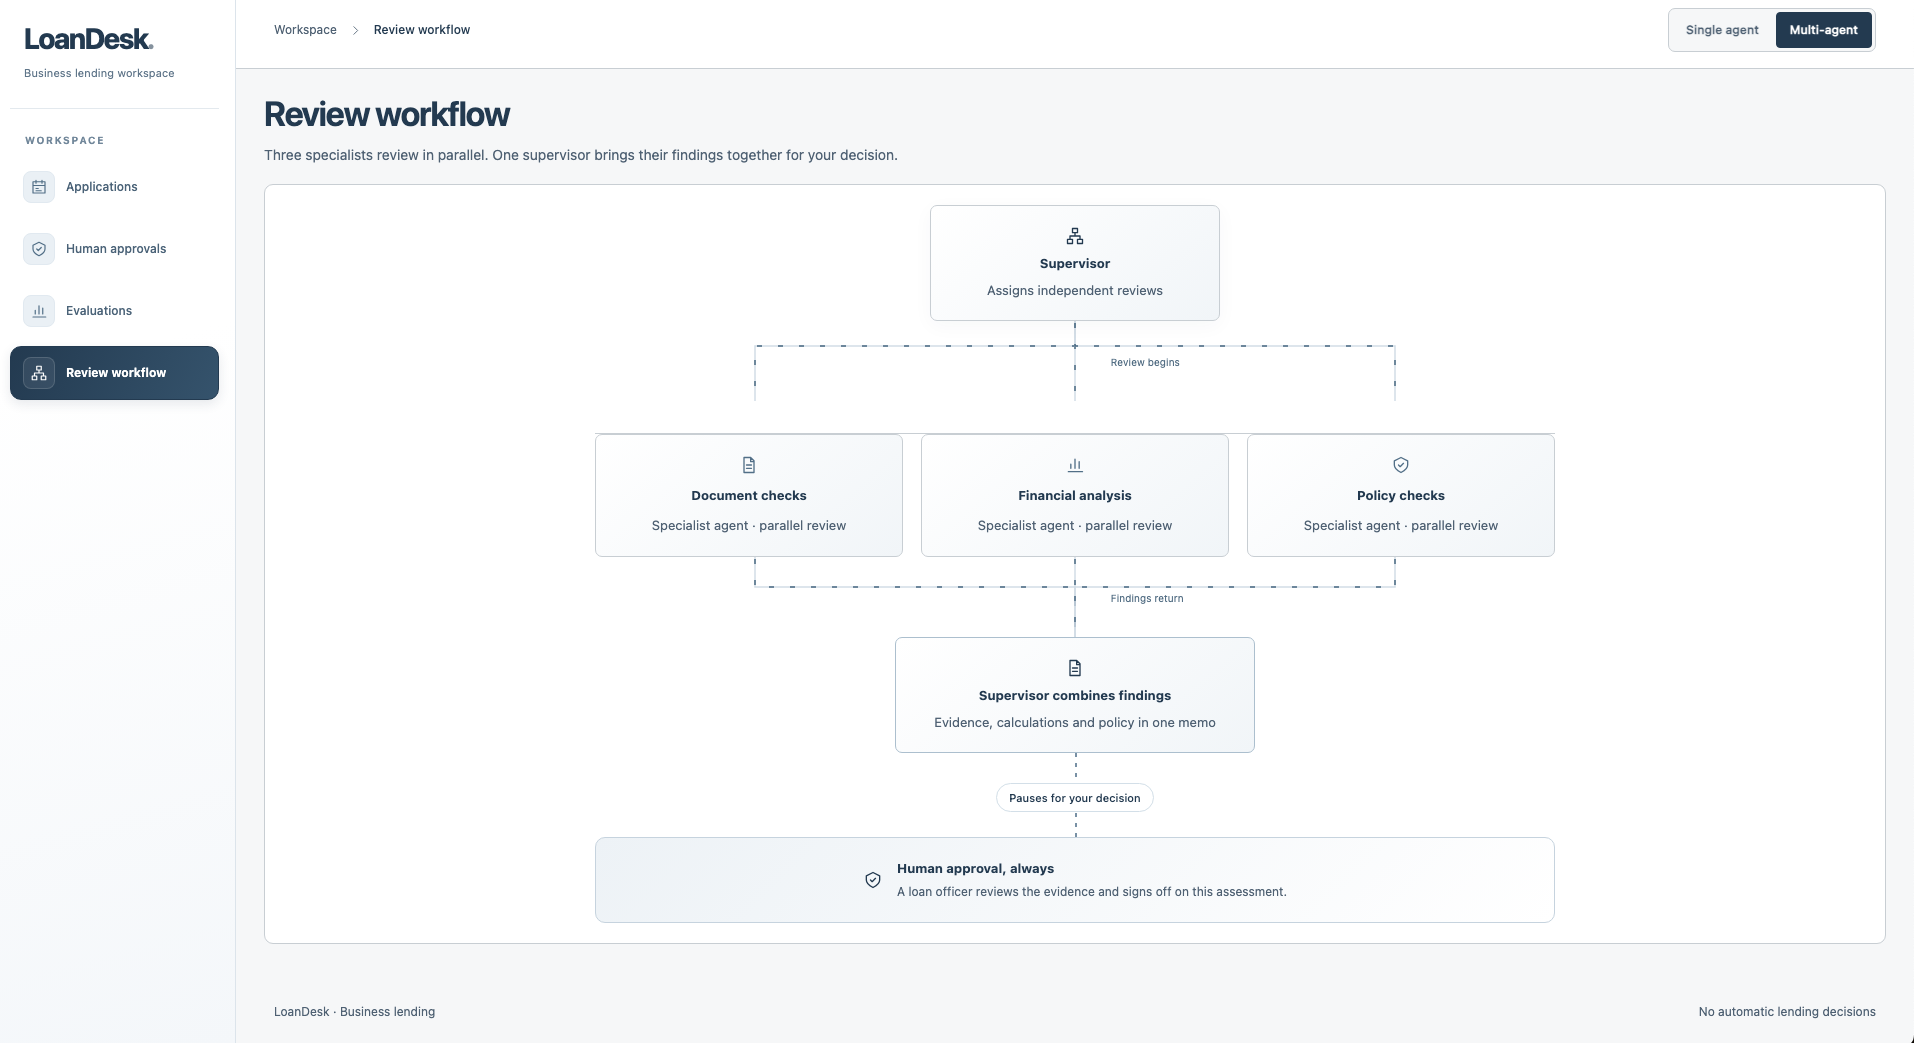 LoanDesk.
Business lending workspace
WORKSPACE
Applications
Human approvals
Evaluations
Review workflow
Workspace
Review workflow
Single agent
Multi-agent
Review workflow
Three specialists review in parallel. One supervisor brings their findings together for your decision.
Supervisor
Assigns independent reviews
Review begins
Document checks
Specialist agent · parallel review
Financial analysis
Specialist agent · parallel review
Policy checks
Specialist agent · parallel review
Findings return
Supervisor combines findings
Evidence, calculations and policy in one memo
Pauses for your decision
Human approval, always
A loan officer reviews the evidence and signs off on this assessment.
LoanDesk · Business lending
No automatic lending decisions